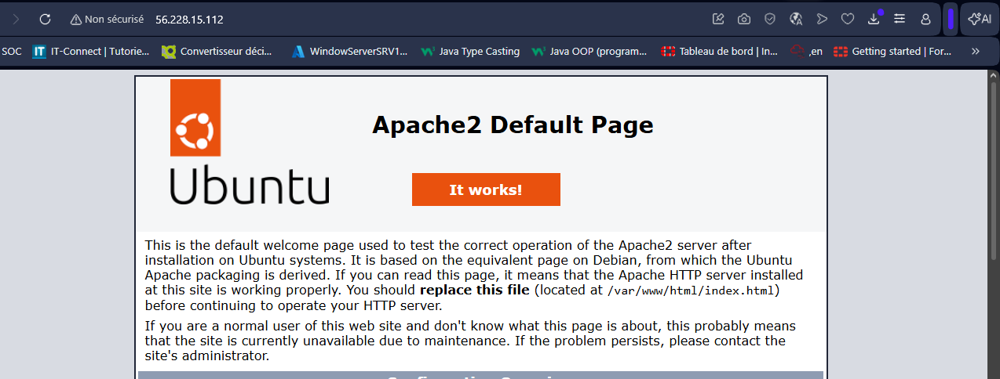 Non sécurisé 56.228.15.112
AI
SOC IT IT-Connect | Tutorie... Convertisseur déci... WindowServerSRV1... Java Type Casting Java OOP (program... Tableau de bord | In... ,en Getting started | For... »
Apache2 Default Page
Ubuntu
It works!
This is the default welcome page used to test the correct operation of the Apache2 server after
installation on Ubuntu systems. It is based on the equivalent page on Debian, from which the Ubuntu
Apache packaging is derived. If you can read this page, it means that the Apache HTTP server installed
at this site is working properly. You should replace this file (located at /var/www/html/index.html)
before continuing to operate your HTTP server.
If you are a normal user of this web site and don't know what this page is about, this probably means
that the site is currently unavailable due to maintenance. If the problem persists, please contact the
site's administrator.